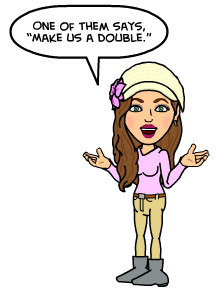 ONE OF THEM SAYS,
"MAKE US A DOUBLE."